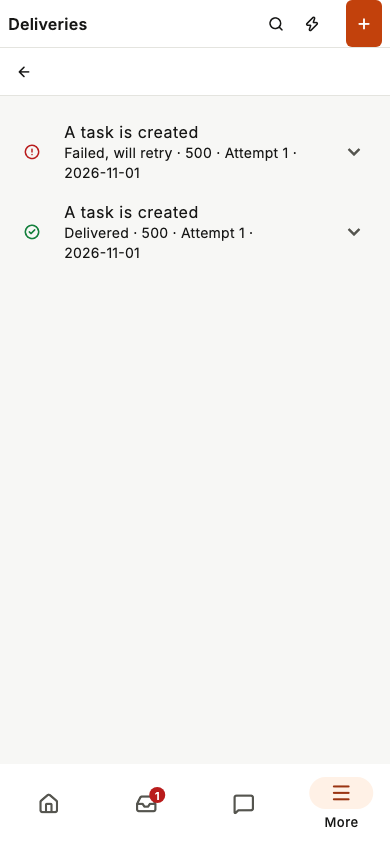 Deliveries
A task is created
Failed, will retry · 500 · Attempt 1 ·
2026-11-01
A task is created
Delivered · 500 · Attempt 1 ·
2026-11-01
1
More